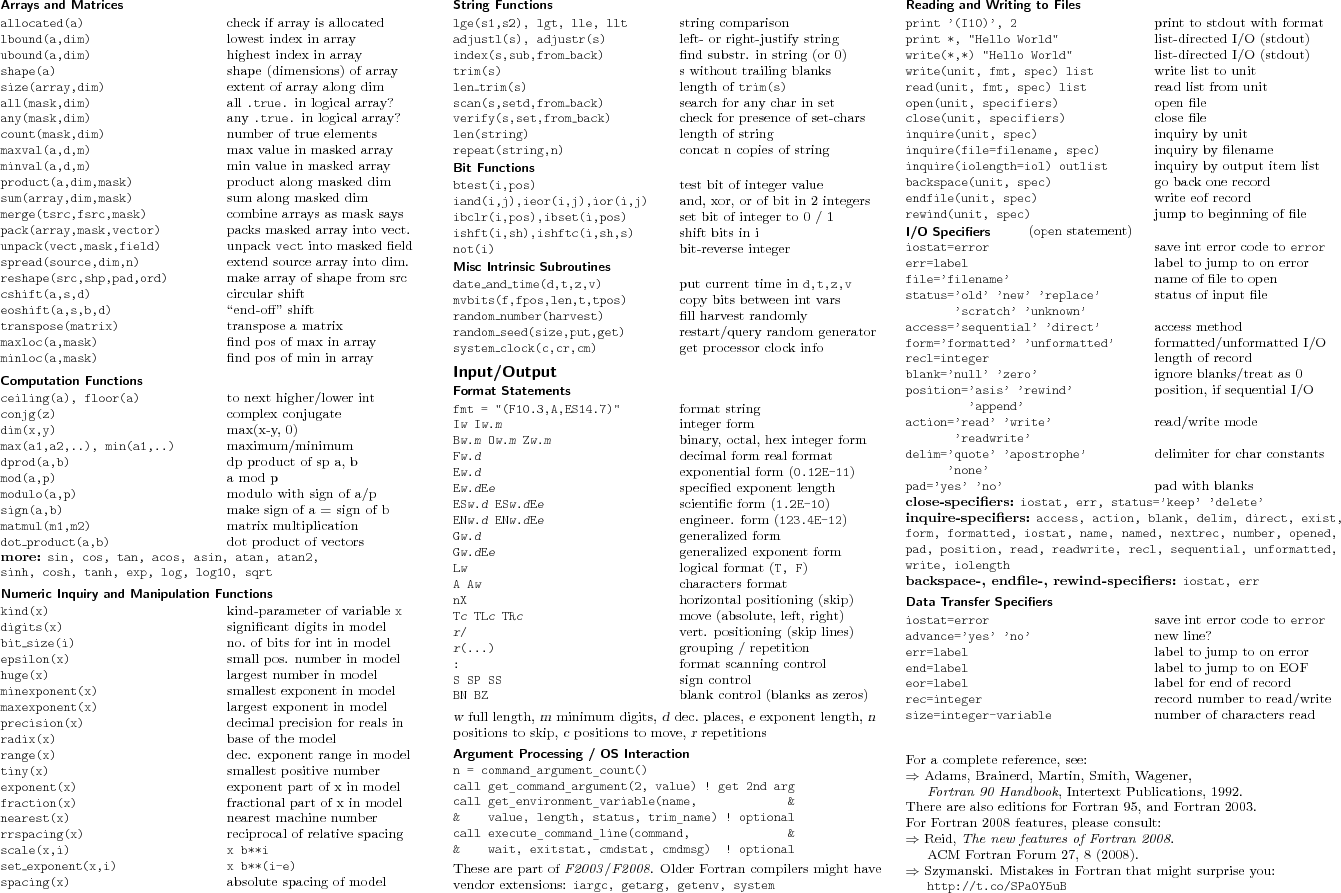 Arrays and Matrices
allocated(a) check if array is allocated
lbound(a,dim) lowest index in array
ubound(a,dim) highest index in array
shape(a) shape (dimensions) of array
size(array,dim) extent of array along dim
all(mask,dim) all .true. in logical array?
any(mask,dim) any .true. in logical array?
count(mask,dim) number of true elements
maxval(a,d,m) max value in masked array
minval(a,d,m) min value in masked array
product(a,dim,mask) product along masked dim
sum(array,dim,mask) sum along masked dim
merge(tsrc,fsrc,mask) combine arrays as mask says
pack(array,mask,vector) packs masked array into vect.
unpack(vect,mask,field) unpack vect into masked field
spread(source,dim,n) extend source array into dim.
reshape(src,shp,pad,ord) make array of shape from src
cshift(a,s,d) circular shift
eoshift(a,s,b,d) “end-off” shift
transpose(matrix) transpose a matrix
maxloc(a,mask) find pos of max in array
minloc(a,mask) find pos of min in array
Computation Functions
ceiling(a), floor(a) to next higher/lower int
conjg(z) complex conjugate
dim(x,y) max(x-y, 0)
max(a1,a2,..), min(a1,..) maximum/minimum
dprod(a,b) dp product of sp a, b
mod(a,p) a mod p
modulo(a,p) modulo with sign of a/p
sign(a,b) make sign of a = sign of b
matmul(m1,m2) matrix multiplication
dot_product(a,b) dot product of vectors
more: sin, cos, tan, acos, asin, atan, atan2,
sinh, cosh, tanh, exp, log, log10, sqrt
Numeric Inquiry and Manipulation Functions
kind(x) kind-parameter of variable x
digits(x) significant digits in model
bit_size(i) no. of bits for int in model
epsilon(x) small pos. number in model
huge(x) largest number in model
minexponent(x) smallest exponent in model
maxexponent(x) largest exponent in model
precision(x) decimal precision for reals in
radix(x) base of the model
range(x) dec. exponent range in model
tiny(x) smallest positive number
exponent(x) exponent part of x in model
fraction(x) fractional part of x in model
nearest(x) nearest machine number
rrspacing(x) reciprocal of relative spacing
scale(x,i) x b**i
set_exponent(x,i) x b**(i-e)
spacing(x) absolute spacing of model
String Functions
lge(s1,s2), lgt, lle, llt string comparison
adjustl(s), adjustr(s) left- or right-justify string
index(s,sub,from_back) find substr. in string (or 0)
trim(s) s without trailing blanks
len_trim(s) length of trim(s)
scan(s,setd,from_back) search for any char in set
verify(s,set,from_back) check for presence of set-chars
len(string) length of string
repeat(string,n) concat n copies of string
Bit Functions
btest(i,pos) test bit of integer value
iand(i,j),ieor(i,j),ior(i,j) and, xor, or of bit in 2 integers
ibclr(i,pos),ibset(i,pos) set bit of integer to 0 / 1
ishft(i,sh),ishftc(i,sh,s) shift bits in i
not(i) bit-reverse integer
Misc Intrinsic Subroutines
date_and_time(d,t,z,v) put current time in d,t,z,v
mvbits(f,fpos,len,t,tpos) copy bits between int vars
random_number(harvest) fill harvest randomly
random_seed(size,put,get) restart/query random generator
system_clock(c,cr,cm) get processor clock info
Input/Output
Format Statements
fmt = "(F10.3,A,ES14.7)" format string
Iw Iw.m integer form
Bw.m Ow.m Zw.m binary, octal, hex integer form
Fw.d decimal form real format
Ew.d exponential form (0.12E-11)
Ew.dEe specified exponent length
ESw.d ESw.dEe scientific form (1.2E-10)
ENw.d ENw.dEe engineer. form (123.4E-12)
Gw.d generalized form
Gw.dEe generalized exponent form
Lw logical format (T, F)
A Aw characters format
nX horizontal positioning (skip)
Tc TLc TRc move (absolute, left, right)
r/ vert. positioning (skip lines)
r(...) grouping / repetition
: format scanning control
S SP SS sign control
BN BZ blank control (blanks as zeros)
w full length, m minimum digits, d dec. places, e exponent length, n
positions to skip, c positions to move, r repetitions
Argument Processing / OS Interaction
n = command_argument_count()
call get_command_argument(2, value) ! get 2nd arg
call get_environment_variable(name, &
& value, length, status, trim_name) ! optional
call execute_command_line(command, &
& wait, exitstat, cmdstat, cmdmsg) ! optional
These are part of F2003/F2008. Older Fortran compilers might have
vendor extensions: iargc, getarg, getenv, system
Reading and Writing to Files
print '(I10)', 2 print to stdout with format
print *, "Hello World" list-directed I/O (stdout)
write(*,*) "Hello World" list-directed I/O (stdout)
write(unit, fmt, spec) list write list to unit
read(unit, fmt, spec) list read list from unit
open(unit, specifiers) open file
close(unit, specifiers) close file
inquire(unit, spec) inquiry by unit
inquire(file=filename, spec) inquiry by filename
inquire(iolength=iol) outlist inquiry by output item list
backspace(unit, spec) go back one record
endfile(unit, spec) write eof record
rewind(unit, spec) jump to beginning of file
I/O Specifiers (open statement)
iostat=error save int error code to error
err=label label to jump to on error
file='filename' name of file to open
status='old' 'new' 'replace' status of input file
'scratch' 'unknown'
access='sequential' 'direct' access method
form='formatted' 'unformatted' formatted/unformatted I/O
recl=integer length of record
blank='null' 'zero' ignore blanks/treat as 0
position='asis' 'rewind' position, if sequential I/O
'append'
action='read' 'write' read/write mode
'readwrite'
delim='quote' 'apostrophe' delimiter for char constants
'none'
pad='yes' 'no' pad with blanks
close-specifiers: iostat, err, status='keep' 'delete'
inquire-specifiers: access, action, blank, delim, direct, exist,
form, formatted, iostat, name, named, nextrec, number, opened,
pad, position, read, readwrite, recl, sequential, unformatted,
write, iolength
backspace-, endfile-, rewind-specifiers: iostat, err
Data Transfer Specifiers
iostat=error save int error code to error
advance='yes' 'no' new line?
err=label label to jump to on error
end=label label to jump to on EOF
eor=label label for end of record
rec=integer record number to read/write
size=integer-variable number of characters read
For a complete reference, see:
⇒ Adams, Brainerd, Martin, Smith, Wagener,
Fortran 90 Handbook, Intertext Publications, 1992.
There are also editions for Fortran 95, and Fortran 2003.
For Fortran 2008 features, please consult:
⇒ Reid, The new features of Fortran 2008.
ACM Fortran Forum 27, 8 (2008).
⇒ Szymanski. Mistakes in Fortran that might surprise you:
http://t.co/SPa0Y5uB